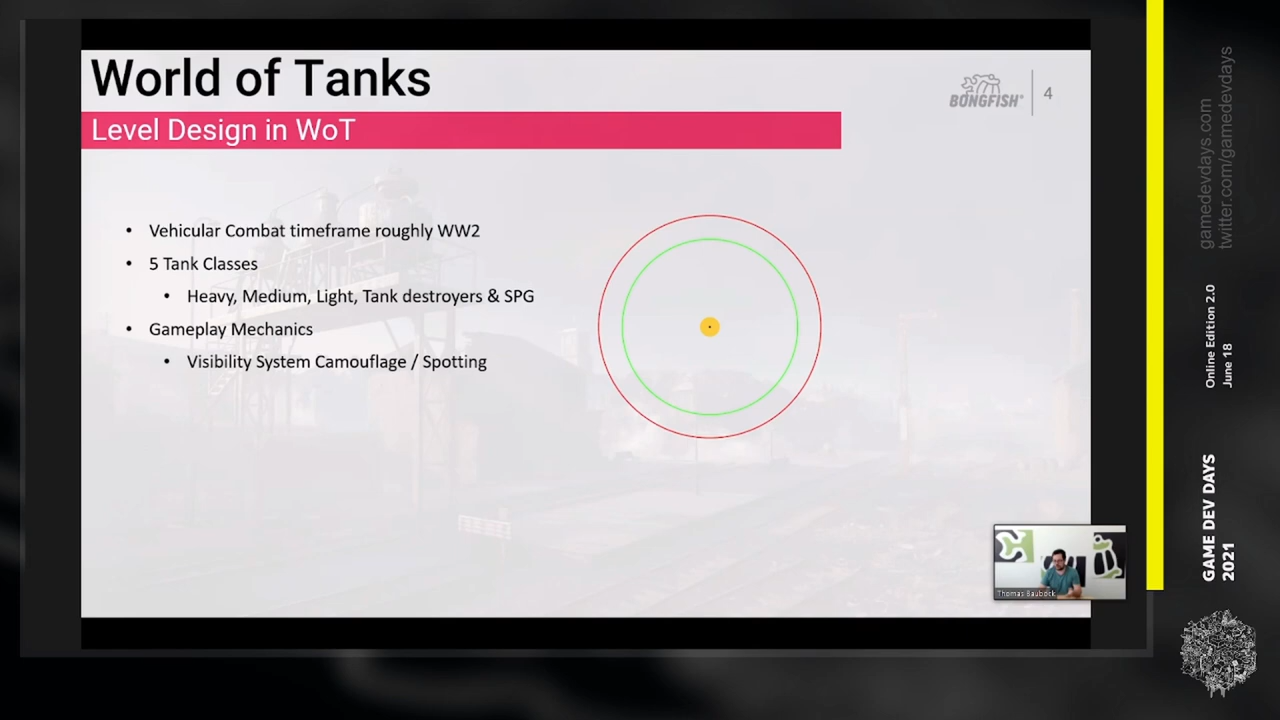 World of Tanks
BONGFISH®
4
Level Design in WoT
• Vehicular Combat timeframe roughly WW2
• 5 Tank Classes
• Heavy, Medium, Light, Tank destroyers & SPG
• Gameplay Mechanics
• Visibility System Camouflage / Spotting
Thomas Bauböck
gamedevdays.com
twitter.com/gamedevdays
Online Edition 2.0
June 18
GAME DEV DAYS
2021